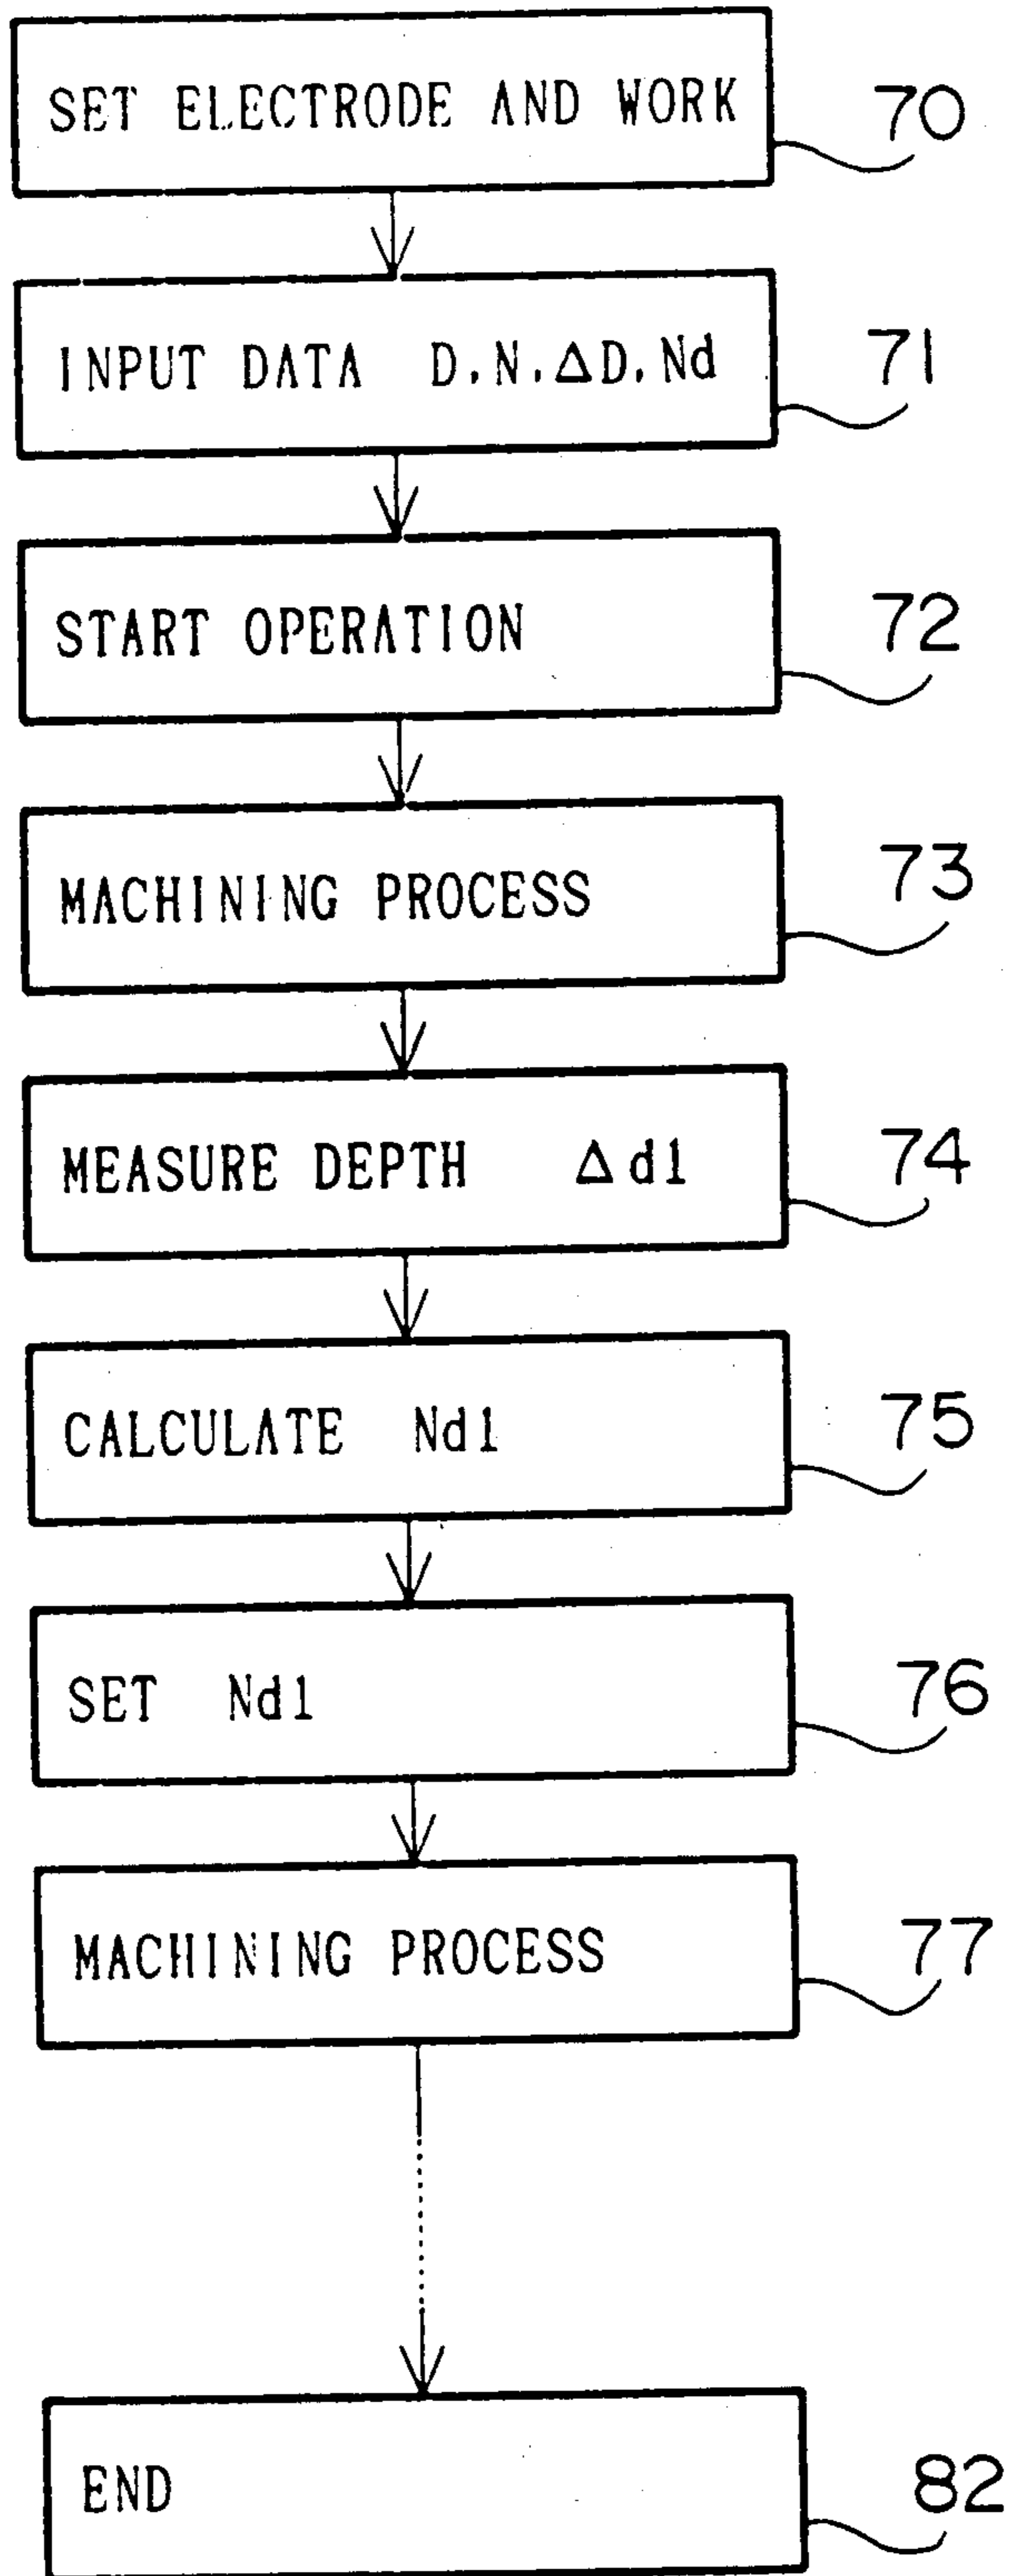 SET ELECTRODE AND WORK 70
INPUT DATA D.N.ΔD.Nd 71
START OPERATION 72
MACHINING PROCESS 73
MEASURE DEPTH Δd1 74
CALCULATE Nd1 75
SET Nd1 76
MACHINING PROCESS 77
END 82